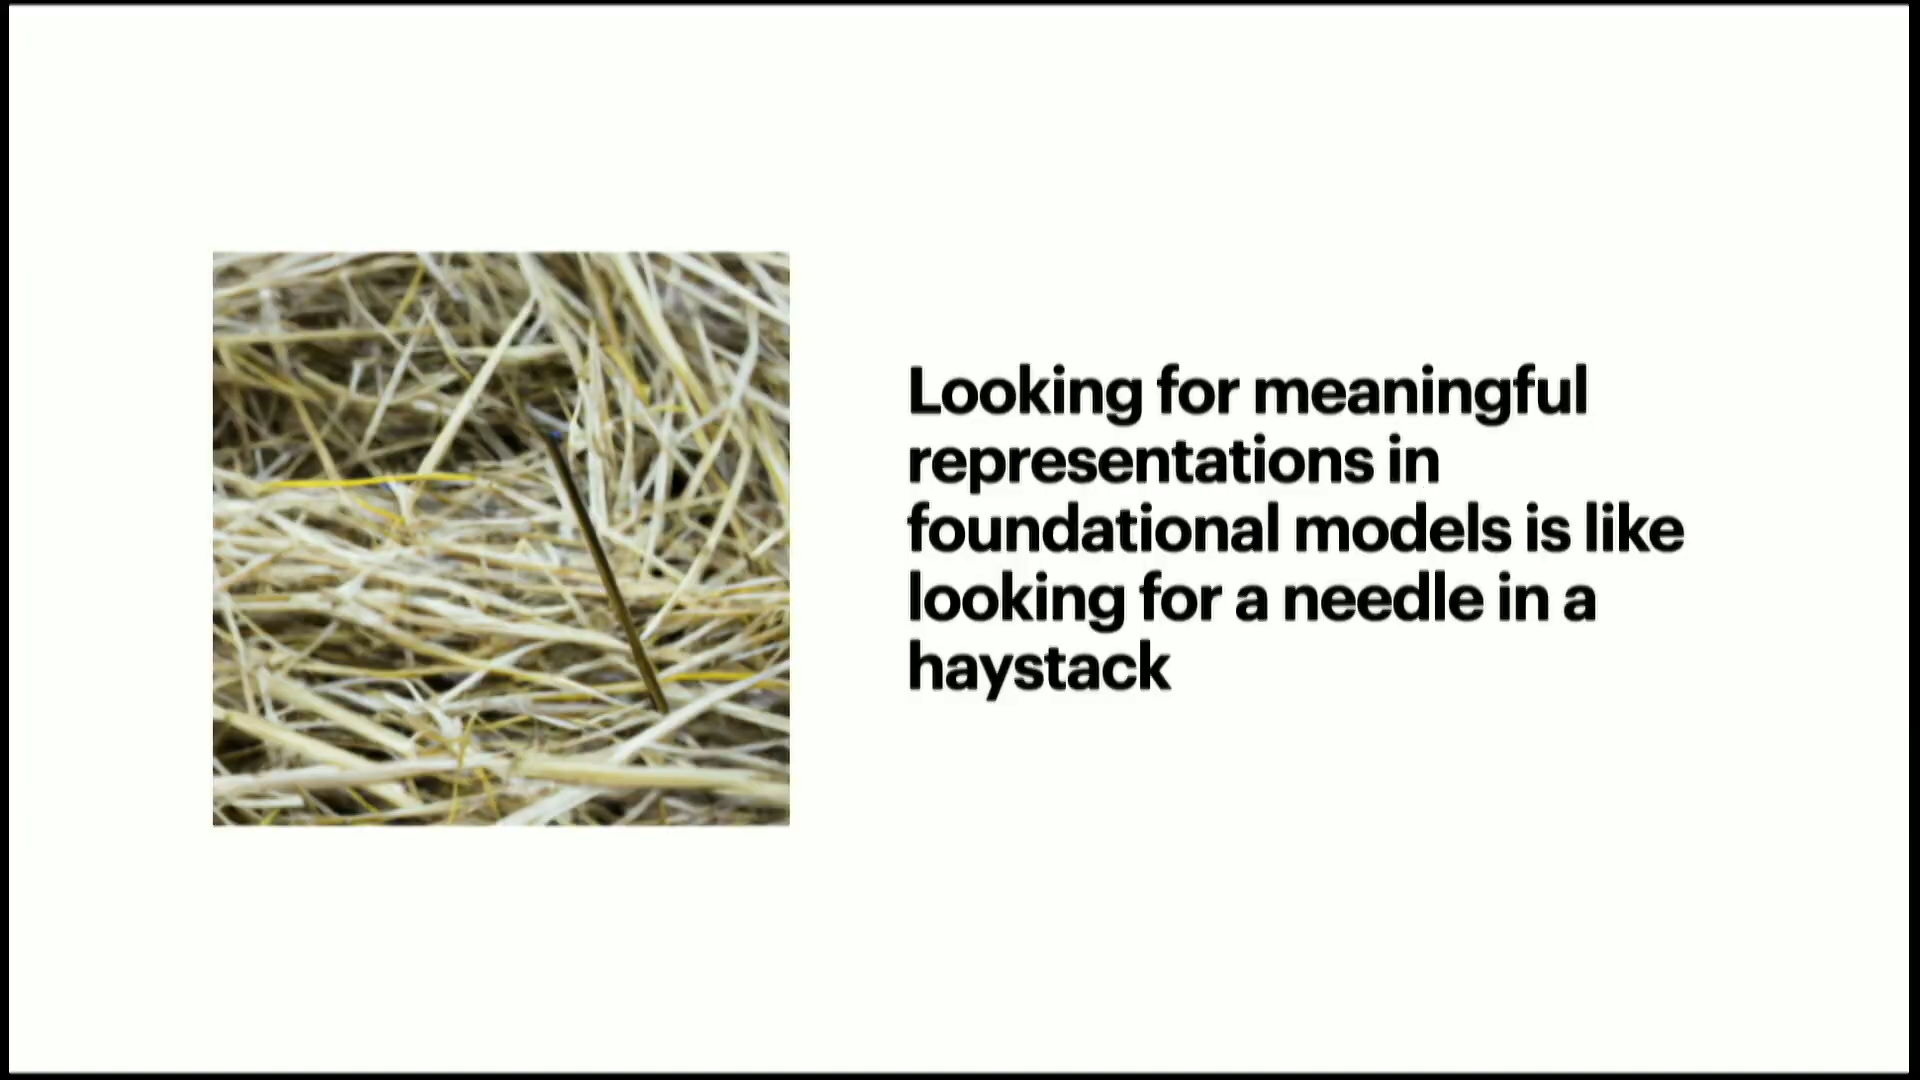 Looking for meaningful
representations in
foundational models is like
looking for a needle in a
haystack